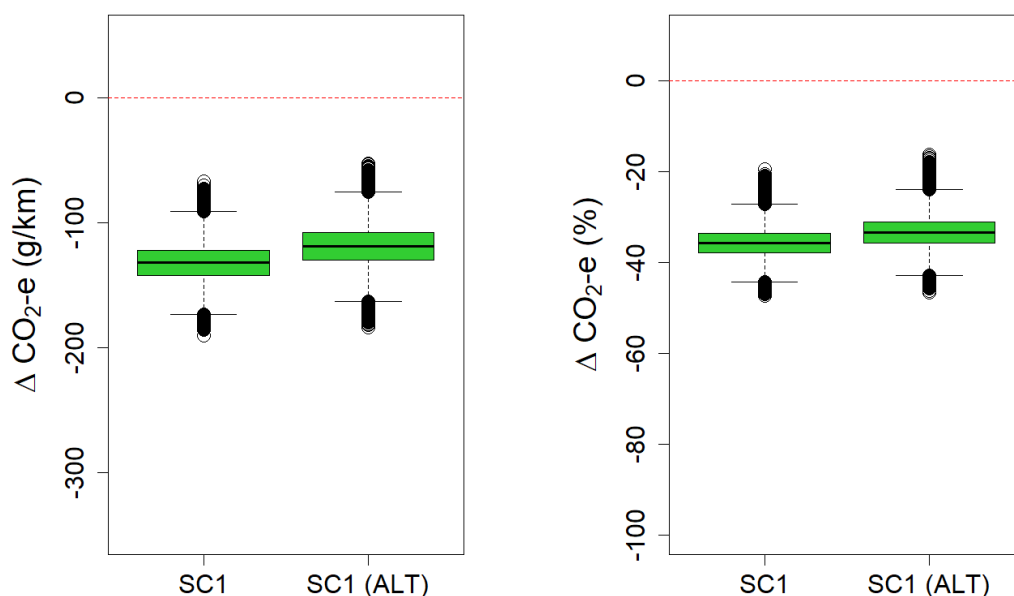 Δ CO₂-e (g/km)
0
-100
-200
-300
SC1
SC1 (ALT)
Δ CO₂-e (%)
0
-20
-40
-60
-80
-100
SC1
SC1 (ALT)